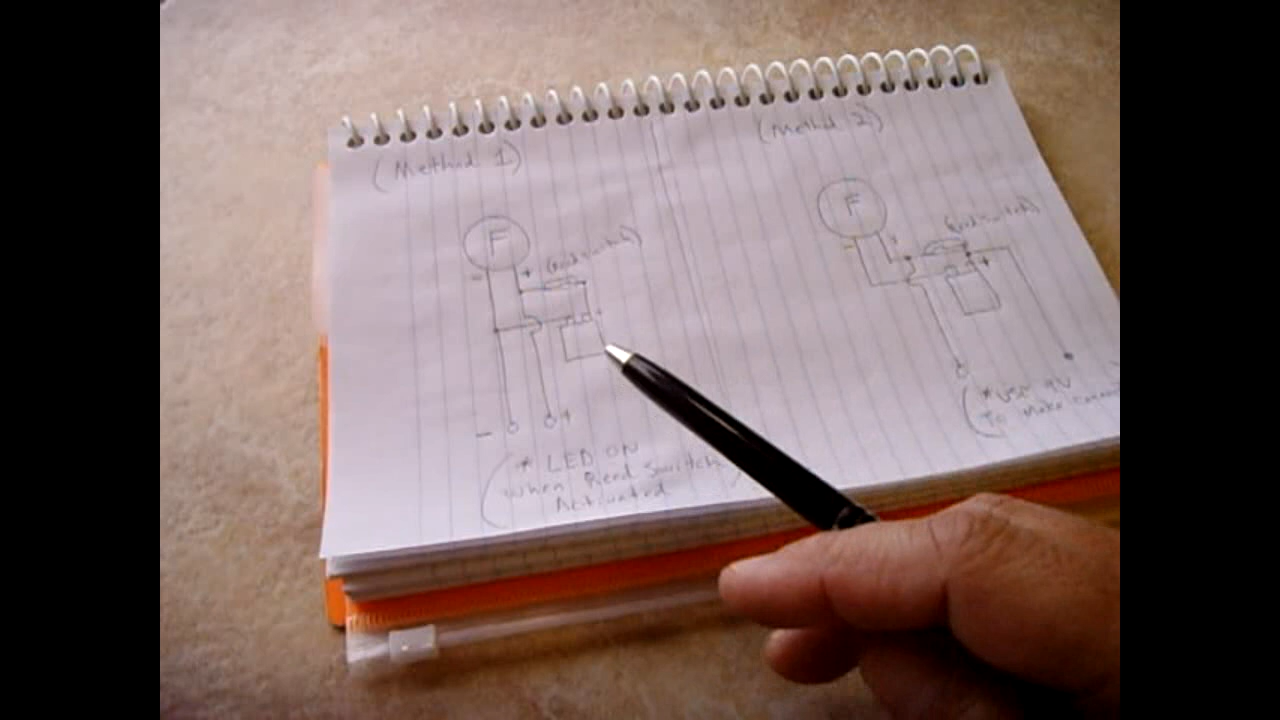 (Method 1)
F
(Reed switch)
- +
- +
(* LED ON
When Reed Switch
Activated
(Method 2)
F
(Reed switch)
- +
+
(* USE 9V
To Make